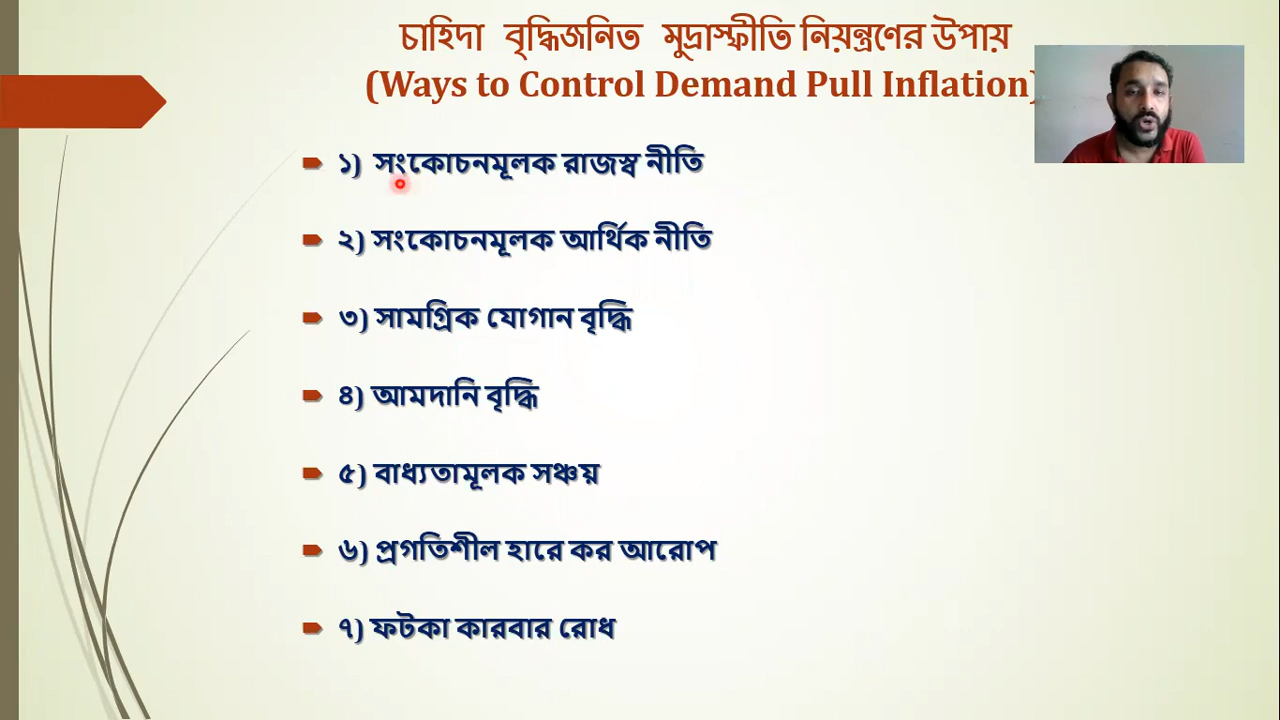 চাহিদা বৃদ্ধিজনিত মুদ্রাস্ফীতি নিয়ন্ত্রণের উপায়
(Ways to Control Demand Pull Inflation)
১) সংকোচনমূলক রাজস্ব নীতি
২) সংকোচনমূলক আর্থিক নীতি
৩) সামগ্রিক যোগান বৃদ্ধি
৪) আমদানি বৃদ্ধি
৫) বাধ্যতামূলক সঞ্চয়
৬) প্রগতিশীল হারে কর আরোপ
৭) ফটকা কারবার রোধ